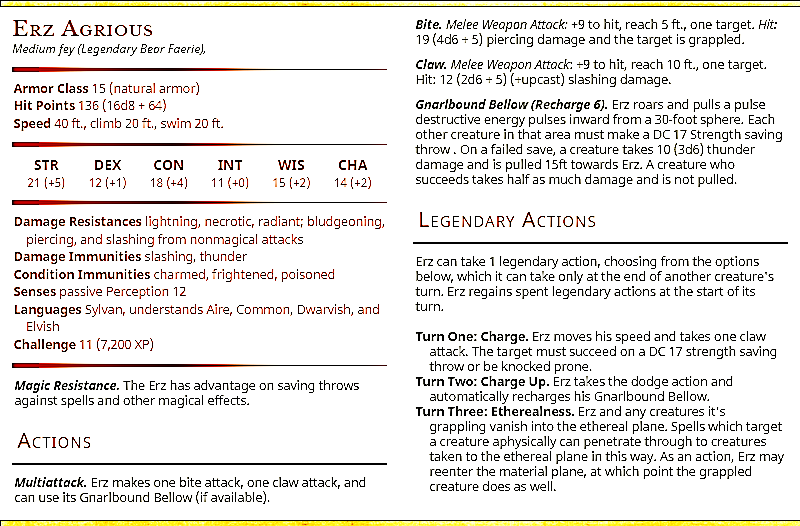 Erz Agrious
Medium fey (Legendary Bear Faerie),
Armor Class 15 (natural armor)
Hit Points 136 (16d8 + 64)
Speed 40 ft., climb 20 ft., swim 20 ft.
STR DEX CON INT WIS CHA
21 (+5) 12 (+1) 18 (+4) 11 (+0) 15 (+2) 14 (+2)
Damage Resistances lightning, necrotic, radiant; bludgeoning,
piercing, and slashing from nonmagical attacks
Damage Immunities slashing, thunder
Condition Immunities charmed, frightened, poisoned
Senses passive Perception 12
Languages Sylvan, understands Aire, Common, Dwarvish, and
Elvish
Challenge 11 (7,200 XP)
Magic Resistance. The Erz has advantage on saving throws
against spells and other magical effects.
Actions
Multiattack. Erz makes one bite attack, one claw attack, and
can use its Gnarlbound Bellow (if available).
Bite. Melee Weapon Attack: +9 to hit, reach 5 ft., one target. Hit:
19 (4d6 + 5) piercing damage and the target is grappled.
Claw. Melee Weapon Attack: +9 to hit, reach 10 ft., one target.
Hit: 12 (2d6 + 5) (+upcast) slashing damage.
Gnarlbound Bellow (Recharge 6). Erz roars and pulls a pulse
destructive energy pulses inward from a 30-foot sphere. Each
other creature in that area must make a DC 17 Strength saving
throw . On a failed save, a creature takes 10 (3d6) thunder
damage and is pulled 15ft towards Erz. A creature who
succeeds takes half as much damage and is not pulled.
Legendary Actions
Erz can take 1 legendary action, choosing from the options
below, which it can take only at the end of another creature's
turn. Erz regains spent legendary actions at the start of its
turn.
Turn One: Charge. Erz moves his speed and takes one claw
attack. The target must succeed on a DC 17 strength saving
throw or be knocked prone.
Turn Two: Charge Up. Erz takes the dodge action and
automatically recharges his Gnarlbound Bellow.
Turn Three: Etherealness. Erz and any creatures it's
grappling vanish into the ethereal plane. Spells which target
a creature aphysically can penetrate through to creatures
taken to the ethereal plane in this way. As an action, Erz may
reenter the material plane, at which point the grappled
creature does as well.